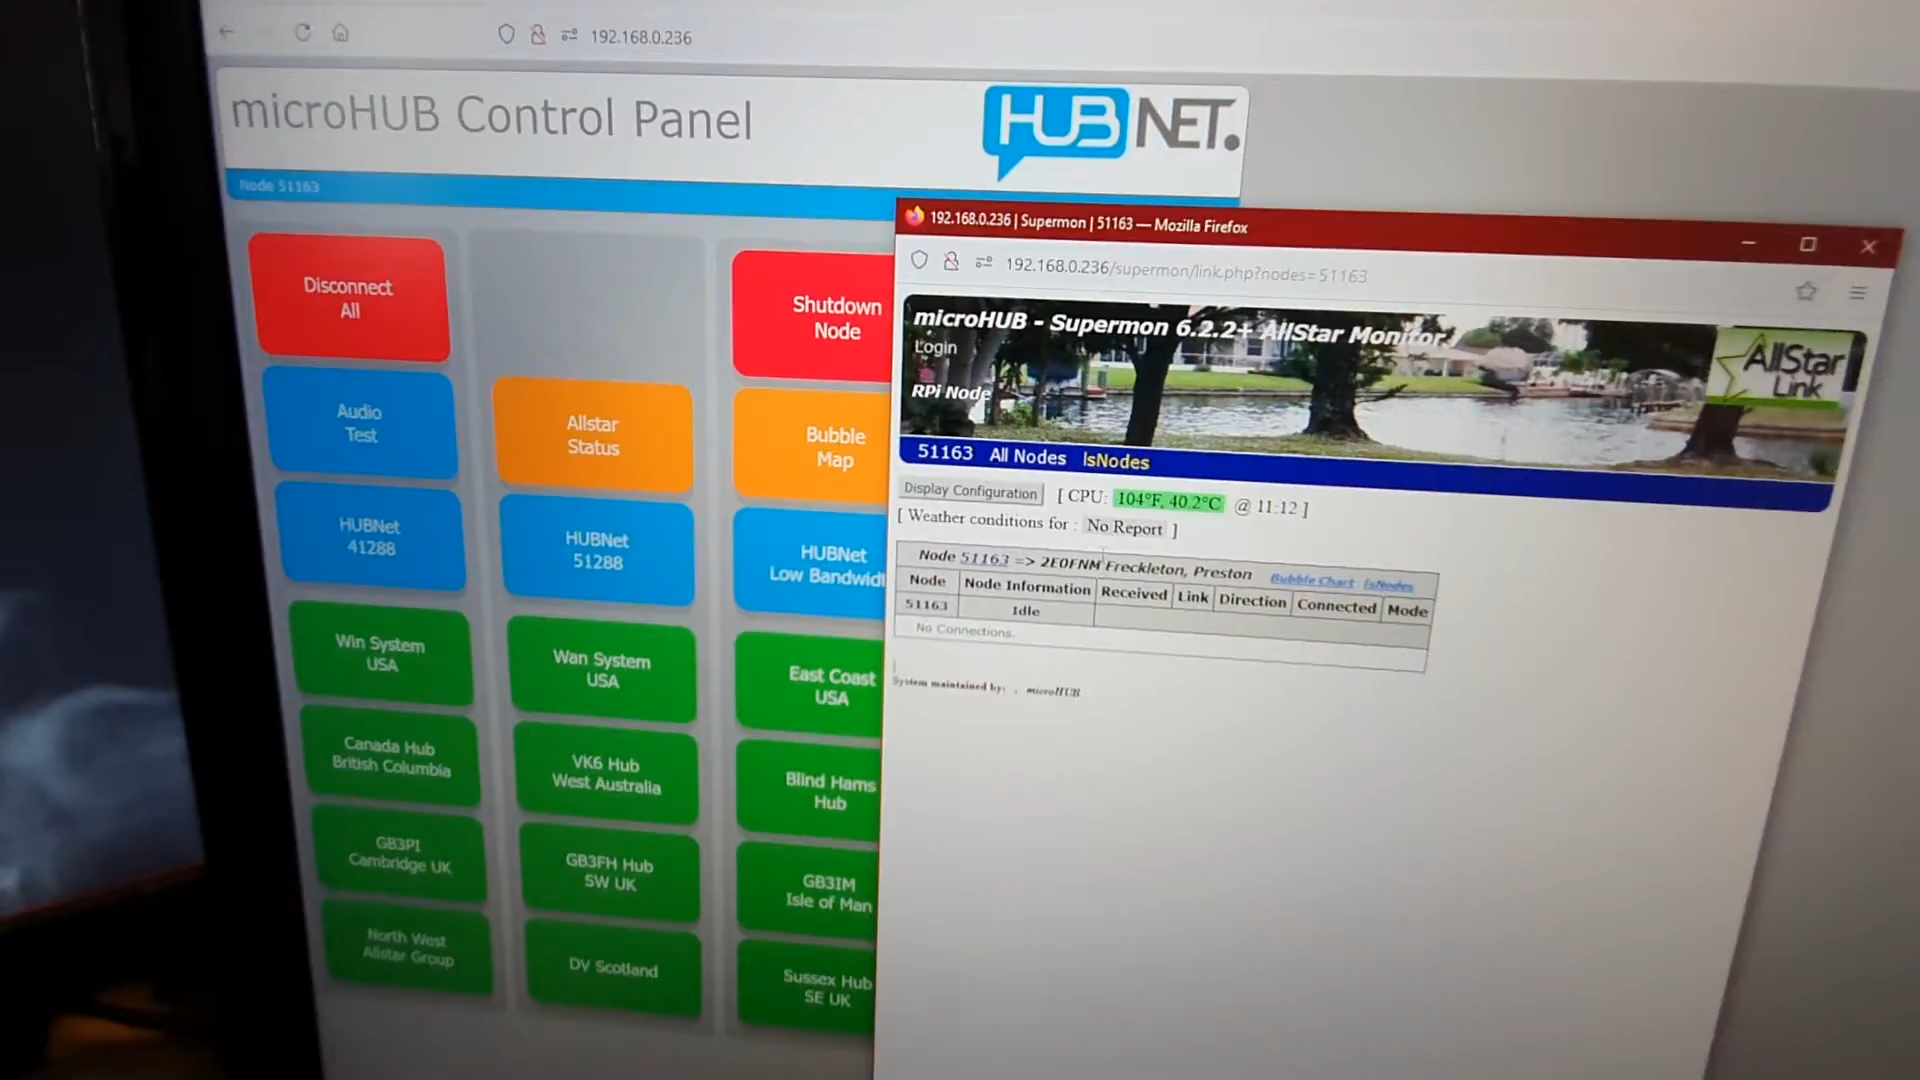 192.168.0.236
microHUB Control Panel
HUBNET.
Node 51163
Disconnect
All
Shutdown
Node
Audio
Test
Allstar
Status
Bubble
Map
HUBNet
41288
HUBNet
51288
HUBNet
Low Bandwidt
Win System
USA
Wan System
USA
East Coast
USA
Canada Hub
British Columbia
VK6 Hub
West Australia
Blind Hams
Hub
GB3PI
Cambridge UK
GB3FH Hub
SW UK
GB3IM
Isle of Man
North West
Allstar Group
DV Scotland
Sussex Hub
SE UK
192.168.0.236 | Supermon | 51163 — Mozilla Firefox
192.168.0.236/supermon/link.php?nodes=51163
microHUB - Supermon 6.2.2+ AllStar Monitor
Login
RPi Node
AllStar
Link
51163 All Nodes lsNodes
Display Configuration [ CPU: 104°F, 40.2°C @ 11:12 ]
[ Weather conditions for : No Report ]
Node 51163 => 2E0FNM Freckleton, Preston Bubble Chart lsNodes
Node Node Information Received Link Direction Connected Mode
51163 Idle
No Connections.
System maintained by: , microHUB